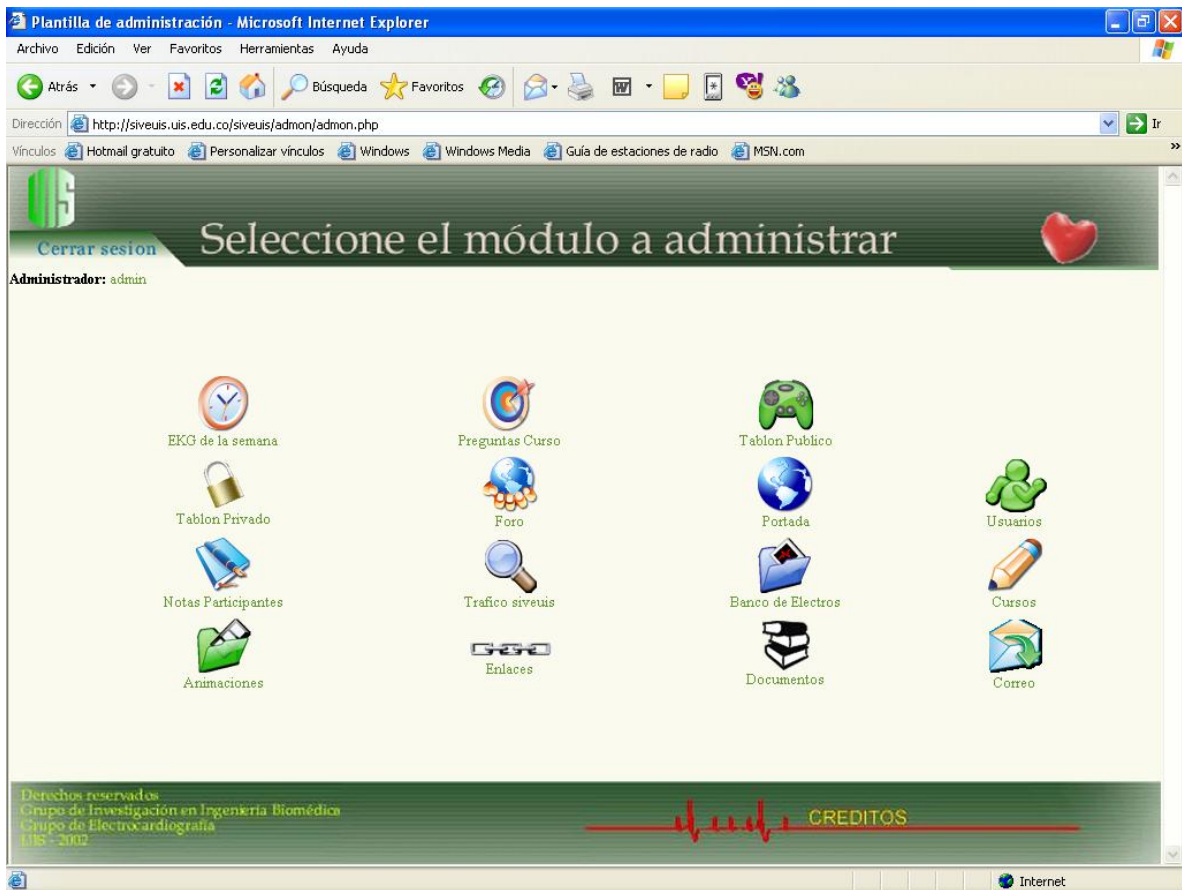 Plantilla de administración - Microsoft Internet Explorer
Archivo Edición Ver Favoritos Herramientas Ayuda
Atrás Búsqueda Favoritos
Dirección http://siveuis.uis.edu.co/siveuis/admon/admon.php Ir
Vínculos Hotmail gratuito Personalizar vínculos Windows Windows Media Guía de estaciones de radio MSN.com »
UIS
Cerrar sesion
Seleccione el módulo a administrar
Administrador: admin
EKG de la semana Preguntas Curso Tablon Publico
Tablon Privado Foro Portada Usuarios
Notas Participantes Trafico siveuis Banco de Electros Cursos
Animaciones Enlaces Documentos Correo
Derechos reservados
Grupo de Investigación en Ingeniería Biomédica
Grupo de Electrocardiografía
UIS - 2002
CREDITOS
Internet